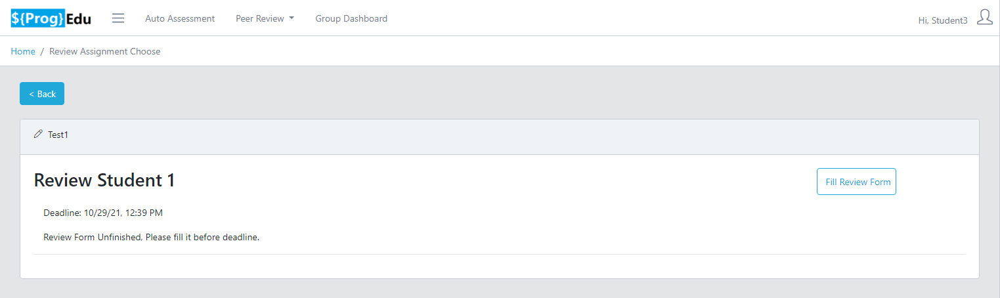 ${Prog}Edu Auto Assessment Peer Review Group Dashboard Hi, Student3
Home / Review Assignment Choose
< Back
Test1
Review Student 1 Fill Review Form
Deadline: 10/29/21, 12:39 PM
Review Form Unfinished, Please fill it before deadline.